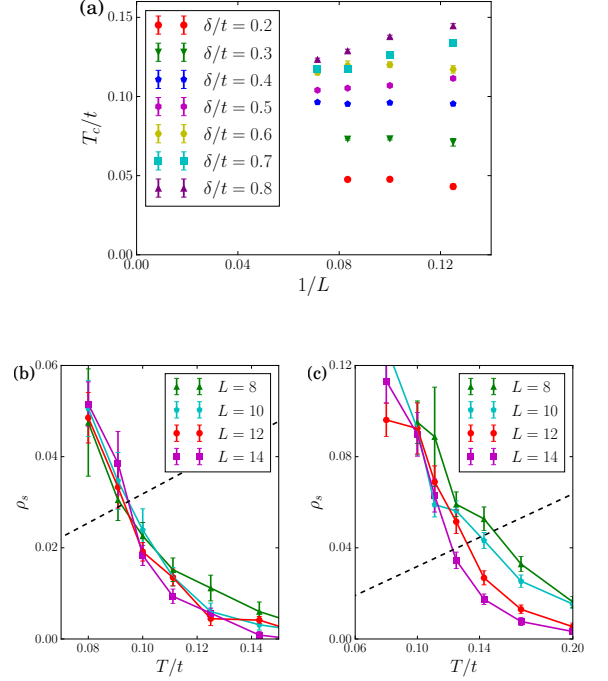 (a)
0.15
0.10
0.05
0.00
T_c/t
δ/t = 0.2
δ/t = 0.3
δ/t = 0.4
δ/t = 0.5
δ/t = 0.6
δ/t = 0.7
δ/t = 0.8
0.00 0.04 0.08 0.12
1/L
(b)
0.06
0.04
0.02
0.00
ρ_s
L = 8
L = 10
L = 12
L = 14
0.08 0.10 0.12 0.14
T/t
(c)
0.12
0.08
0.04
0.00
ρ_s
L = 8
L = 10
L = 12
L = 14
0.06 0.10 0.14 0.20
T/t